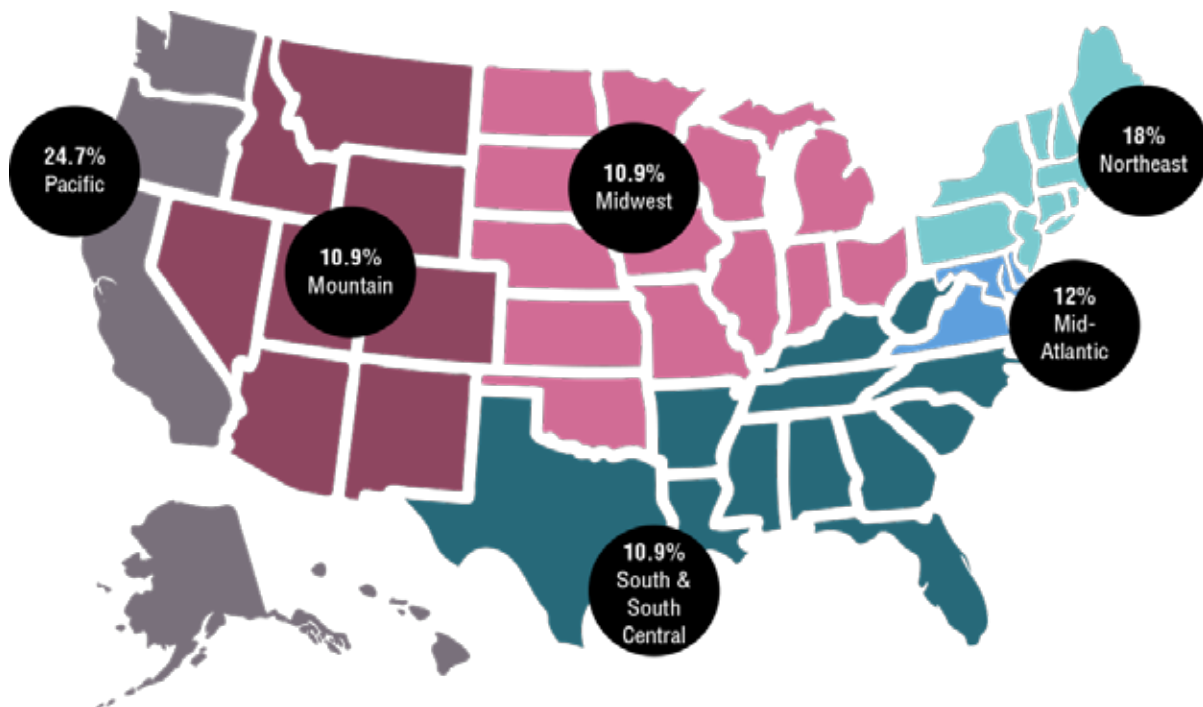 24.7%
Pacific
10.9%
Mountain
10.9%
Midwest
18%
Northeast
12%
Mid-
Atlantic
10.9%
South &
South
Central